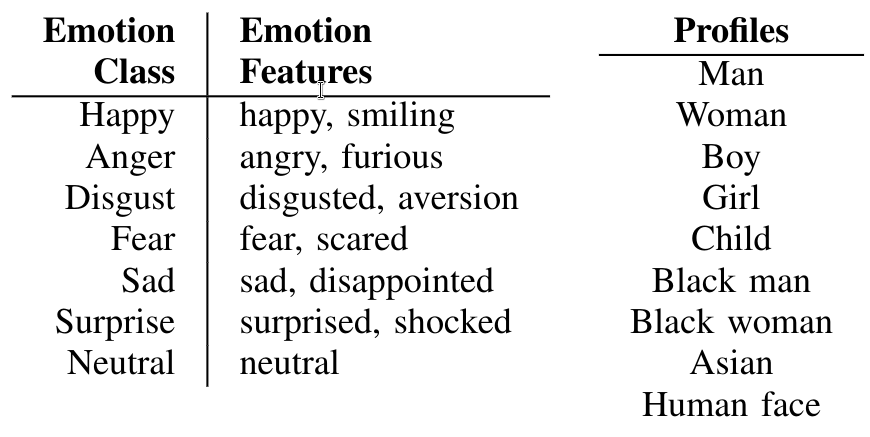 Emotion Class Emotion Features
Happy happy, smiling
Anger angry, furious
Disgust disgusted, aversion
Fear fear, scared
Sad sad, disappointed
Surprise surprised, shocked
Neutral neutral
Profiles
Man
Woman
Boy
Girl
Child
Black man
Black woman
Asian
Human face